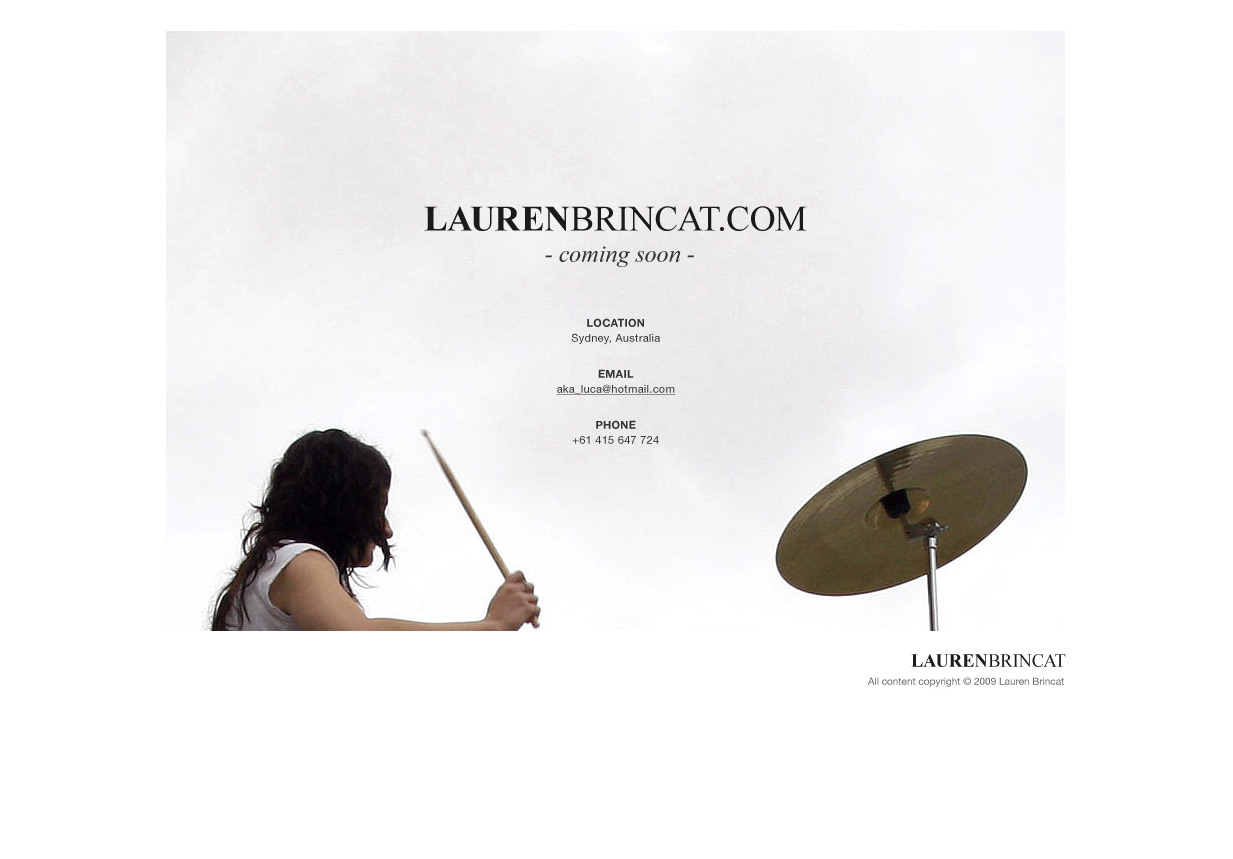 LAURENBRINCAT.COM
- coming soon -
LOCATION
Sydney, Australia
EMAIL
aka_luca@hotmail.com
PHONE
+61 415 647 724
LAURENBRINCAT
All content copyright © 2009 Lauren Brincat